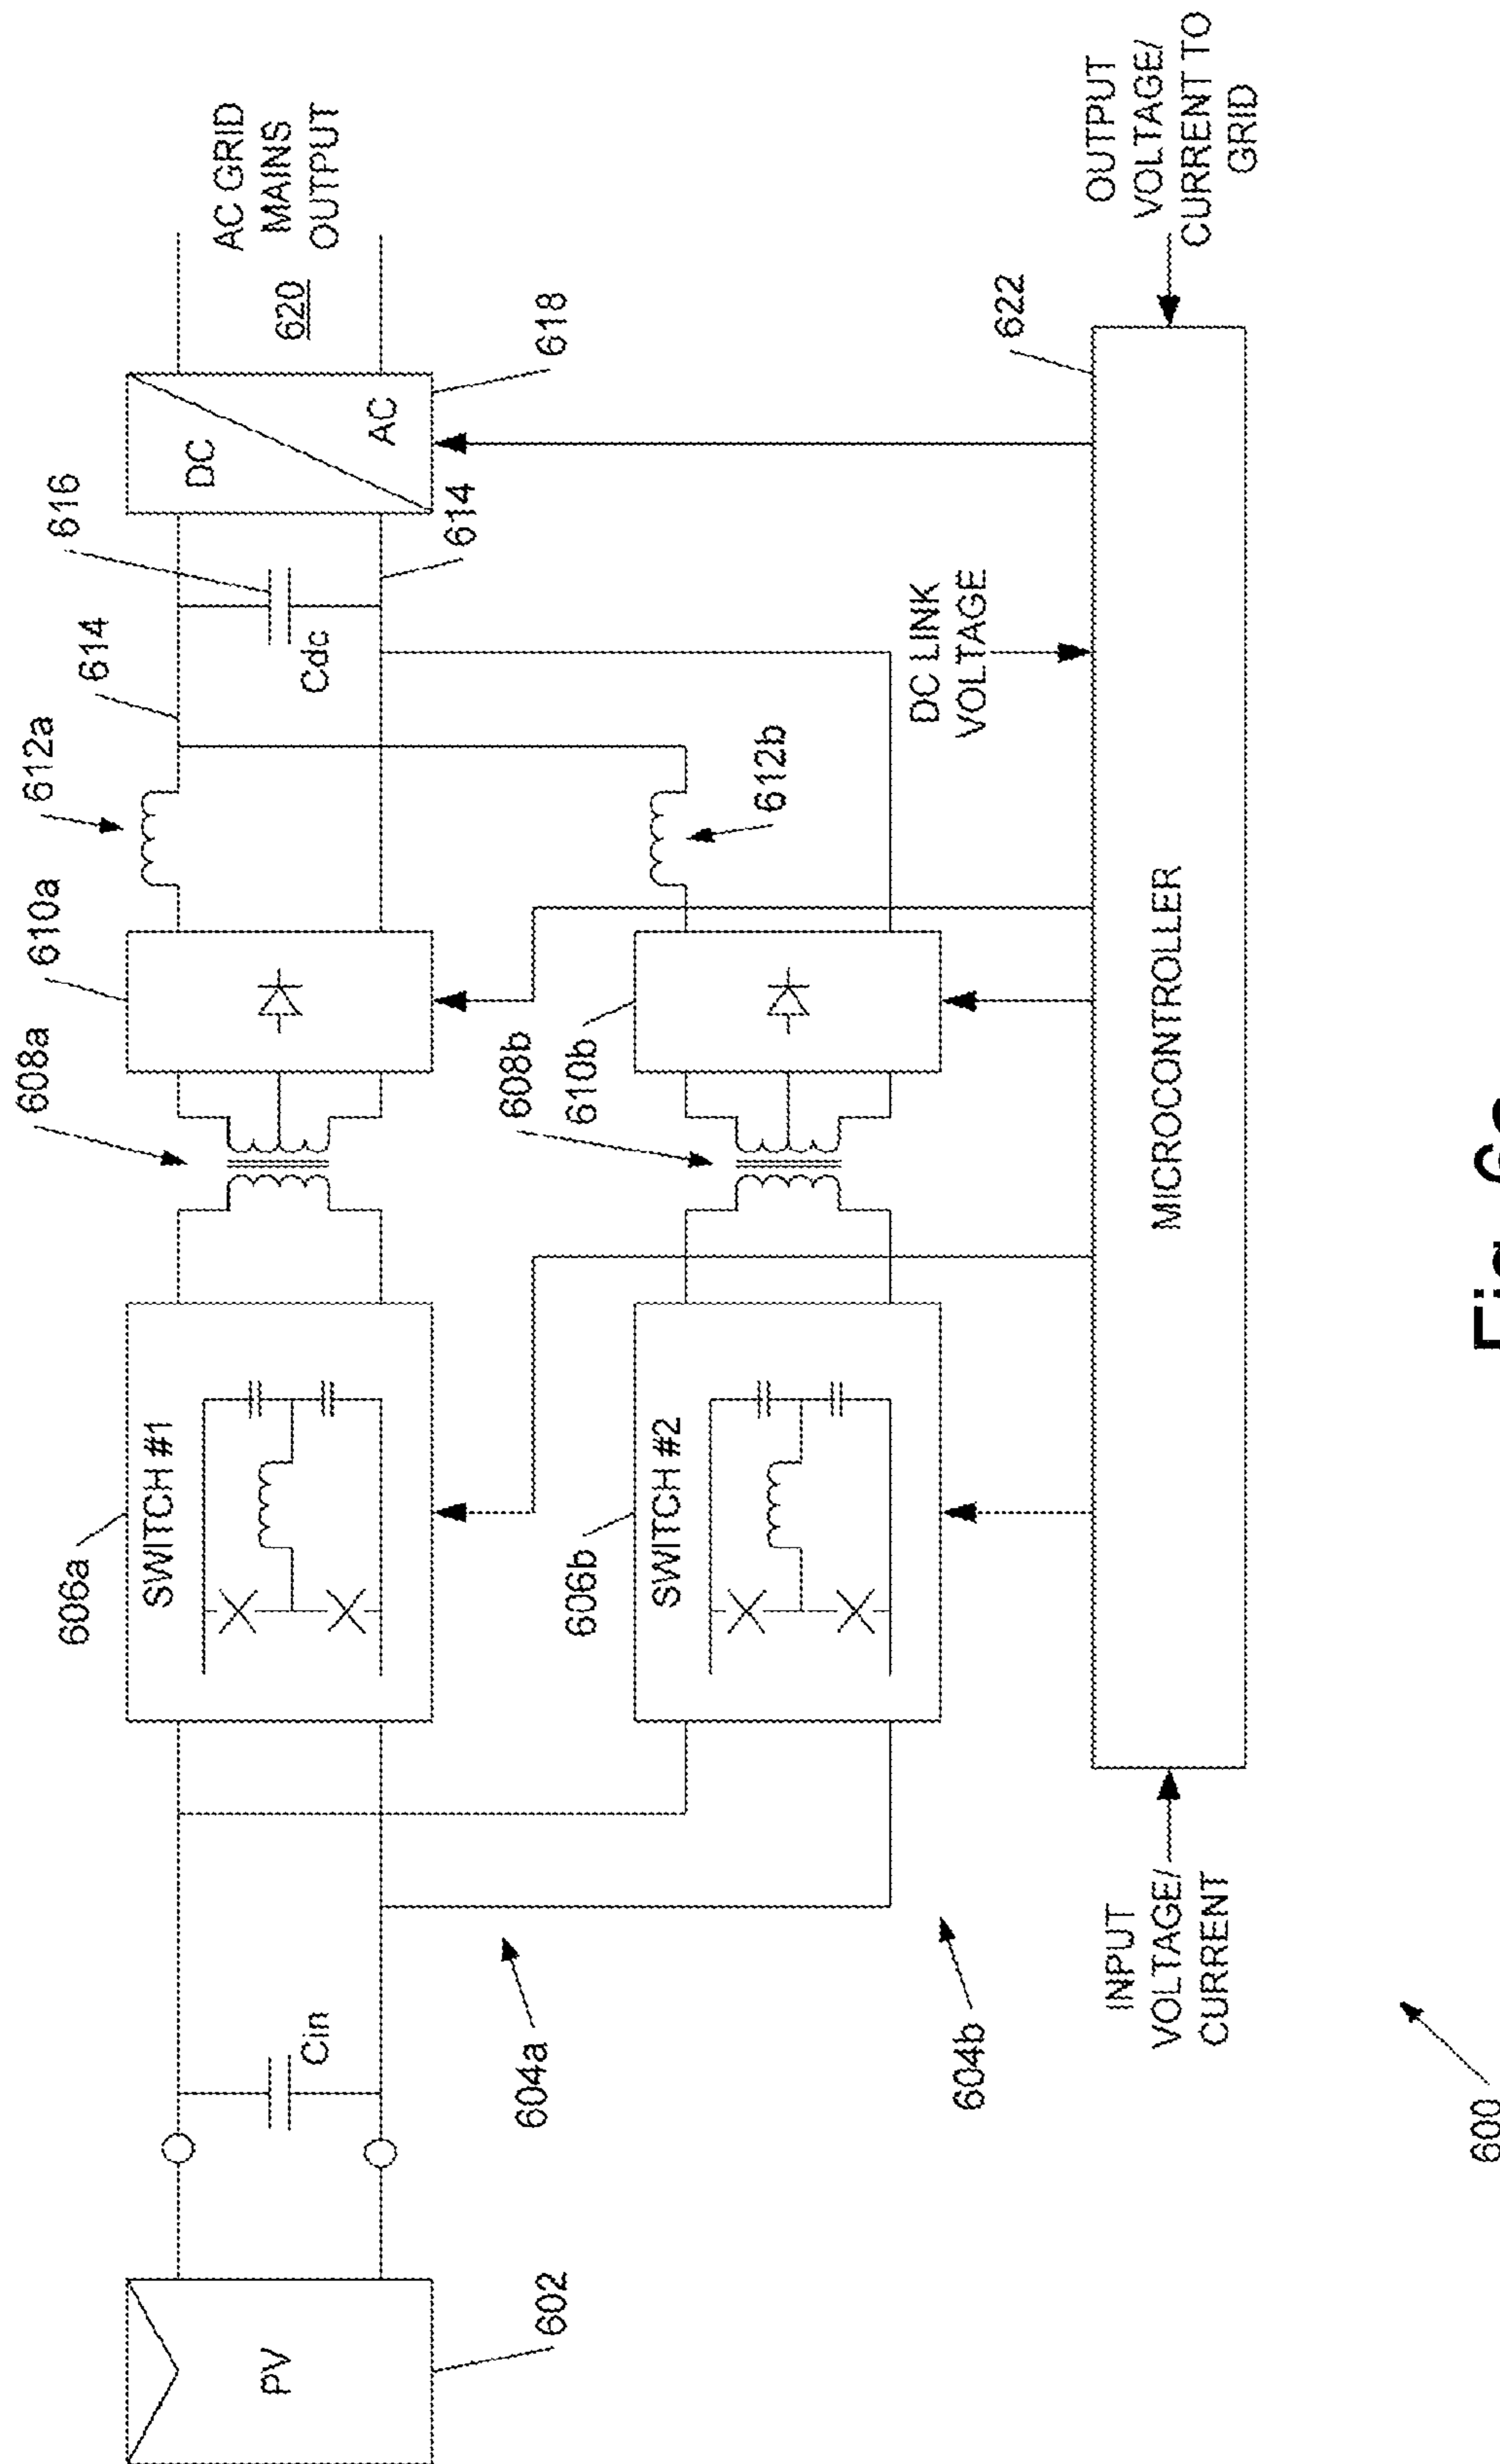 612a
616
610a
614
608a
606a
SWITCH #1
DC
AC
AC GRID
MAINS
OUTPUT
620
PV
Cin
Cdc
602
604a
614
618
606b
608b
610b
SWITCH #2
612b
604b
DC LINK
VOLTAGE
622
INPUT
VOLTAGE/
CURRENT
MICROCONTROLLER
OUTPUT
VOLTAGE/
CURRENT TO
GRID
600